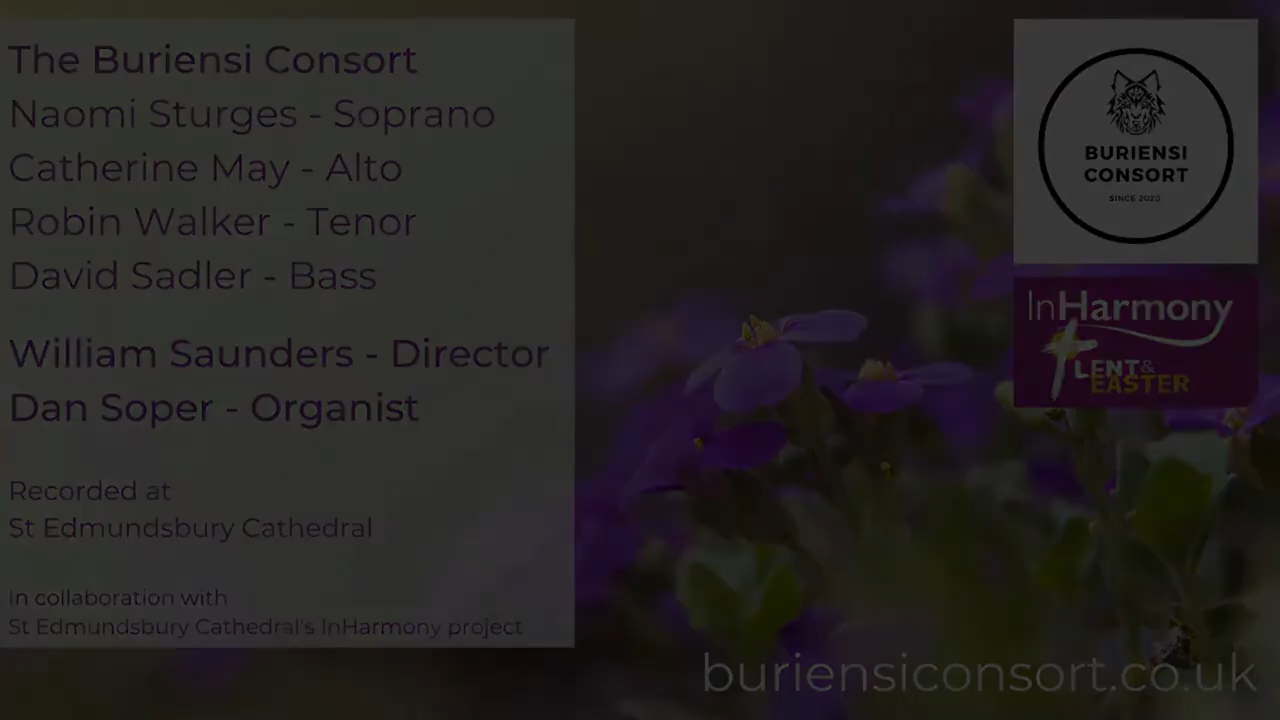 The Buriensi Consort
Naomi Sturges - Soprano
Catherine May - Alto
Robin Walker - Tenor
David Sadler - Bass
William Saunders - Director
Dan Soper - Organist
Recorded at
St Edmundsbury Cathedral
In collaboration with
St Edmundsbury Cathedral's InHarmony project
BURIENSI
CONSORT
SINCE 2020
InHarmony
LENT &
EASTER
buriensiconsort.co.uk